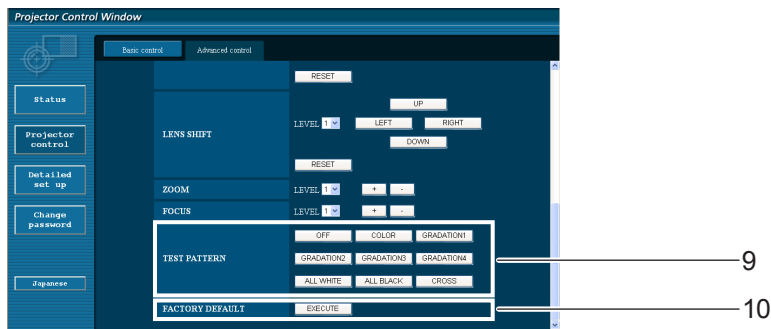 Projector Control Window
Basic control Advanced control
RESET
Status
UP
LENS SHIFT LEVEL 1 LEFT RIGHT
Projector
control
DOWN
RESET
Detailed
set up
ZOOM LEVEL 1 + -
FOCUS LEVEL 1 + -
Change
password
OFF COLOR GRADATION1
TEST PATTERN GRADATION2 GRADATION3 GRADATION4 9
ALL WHITE ALL BLACK CROSS
Japanese
FACTORY DEFAULT EXECUTE 10